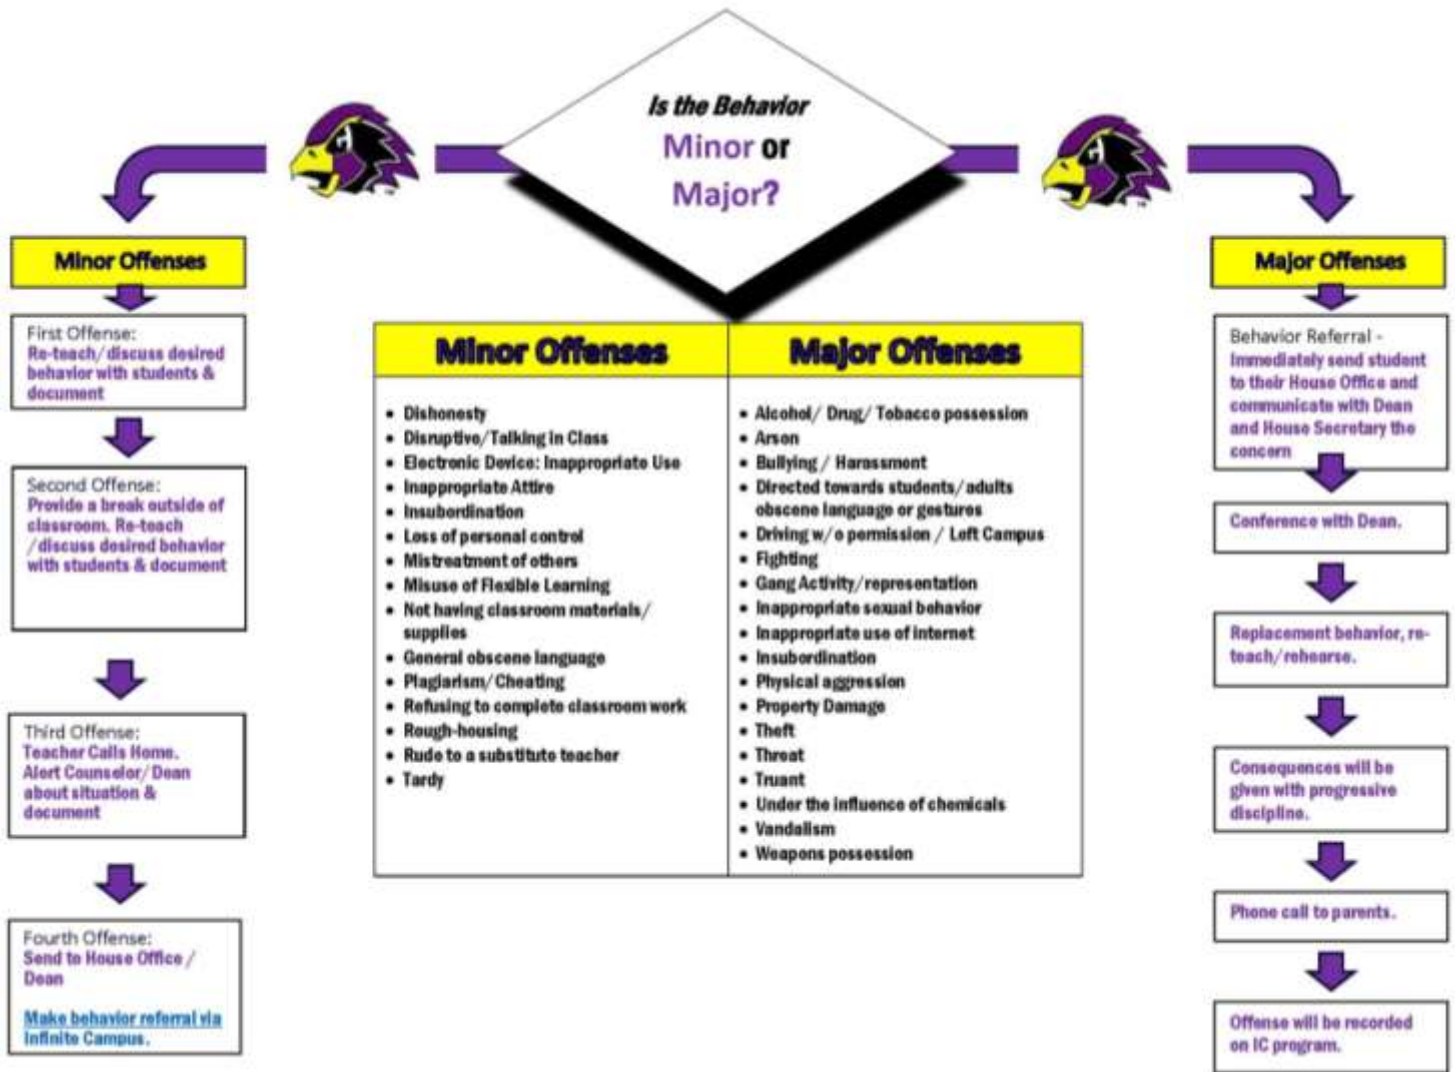 Is the Behavior
Minor or
Major?
Minor Offenses
First Offense:
Re-teach/discuss desired
behavior with students &
document
Second Offense:
Provide a break outside of
classroom. Re-teach
/discuss desired behavior
with students & document
Third Offense:
Teacher Calls Home.
Alert Counselor/Dean
about situation &
document
Fourth Offense:
Send to House Office /
Dean
Make behavior referral via
Infinite Campus.
Minor Offenses
• Dishonesty
• Disruptive/Talking in Class
• Electronic Device: Inappropriate Use
• Inappropriate Attire
• Insubordination
• Loss of personal control
• Mistreatment of others
• Misuse of Flexible Learning
• Not having classroom materials/
supplies
• General obscene language
• Plagiarism/Cheating
• Refusing to complete classroom work
• Rough-housing
• Rude to a substitute teacher
• Tardy
Major Offenses
• Alcohol/ Drug/ Tobacco possession
• Arson
• Bullying / Harassment
• Directed towards students/adults
obscene language or gestures
• Driving w/o permission / Left Campus
• Fighting
• Gang Activity/representation
• Inappropriate sexual behavior
• Inappropriate use of internet
• Insubordination
• Physical aggression
• Property Damage
• Theft
• Threat
• Truant
• Under the influence of chemicals
• Vandalism
• Weapons possession
Major Offenses
Behavior Referral -
Immediately send student
to their House Office and
communicate with Dean
and House Secretary the
concern
Conference with Dean.
Replacement behavior, re-
teach/rehearse.
Consequences will be
given with progressive
discipline.
Phone call to parents.
Offense will be recorded
on IC program.